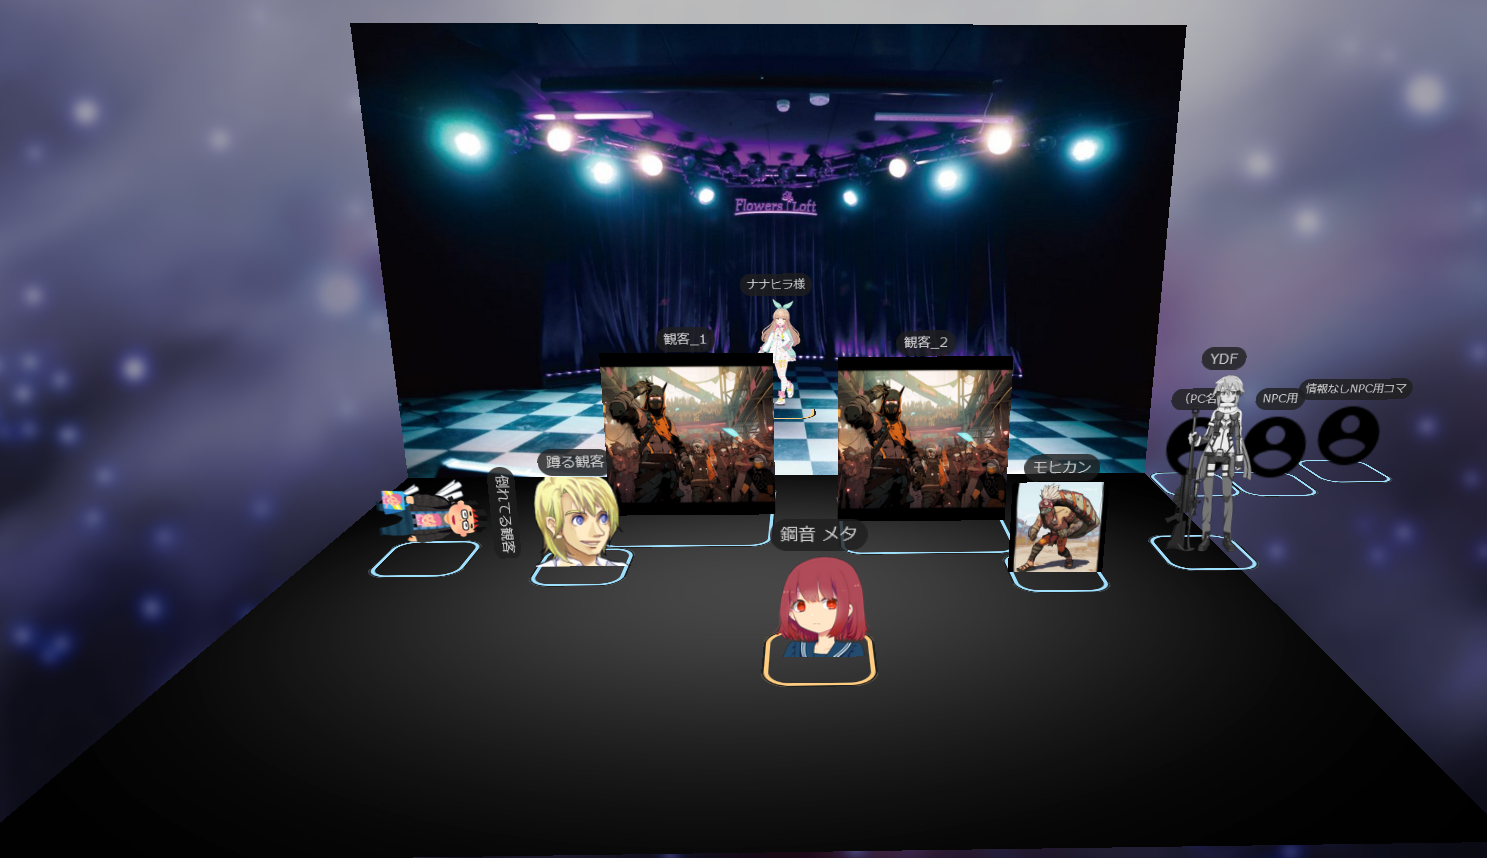 Flowers Loft
ナナヒラ様
観客_1
観客_2
YDF
(PC名
NPC用
情報なしNPC用コマ
蹲る観客
モヒカン
倒れてる観客
鋼音 メタ